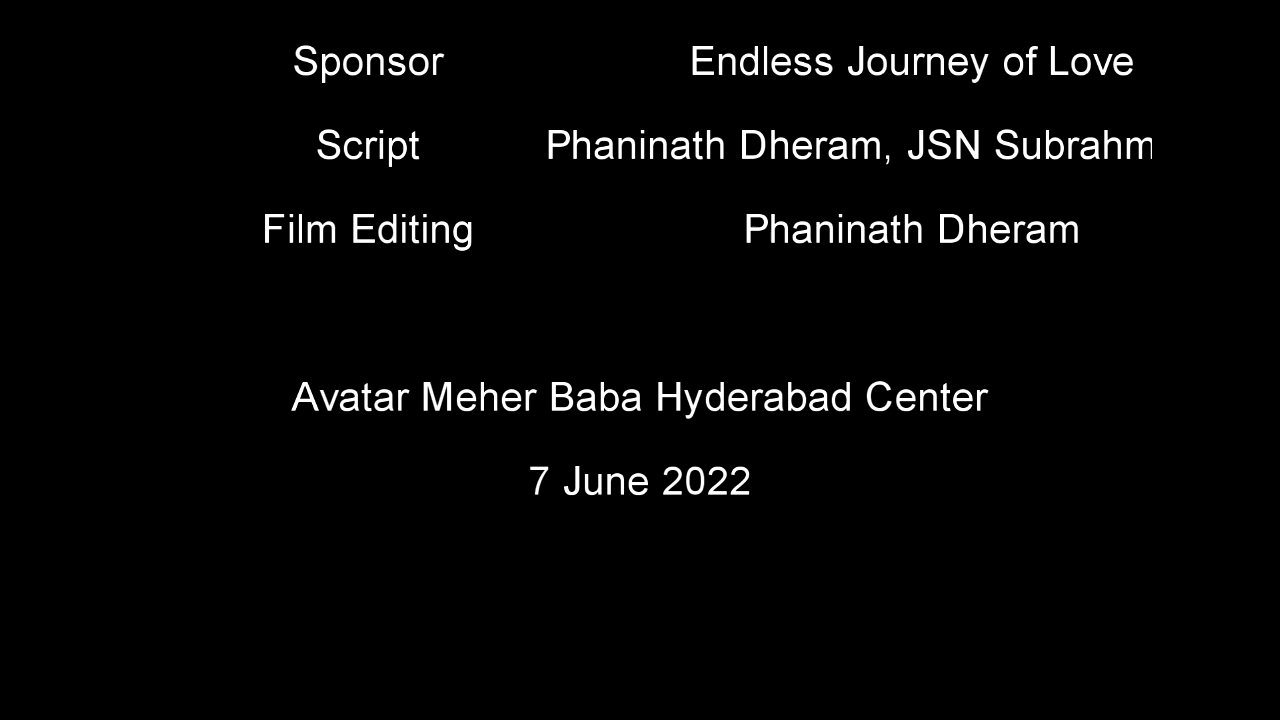 Sponsor Endless Journey of Love
Script Phaninath Dheram, JSN Subrahm
Film Editing Phaninath Dheram
Avatar Meher Baba Hyderabad Center
7 June 2022